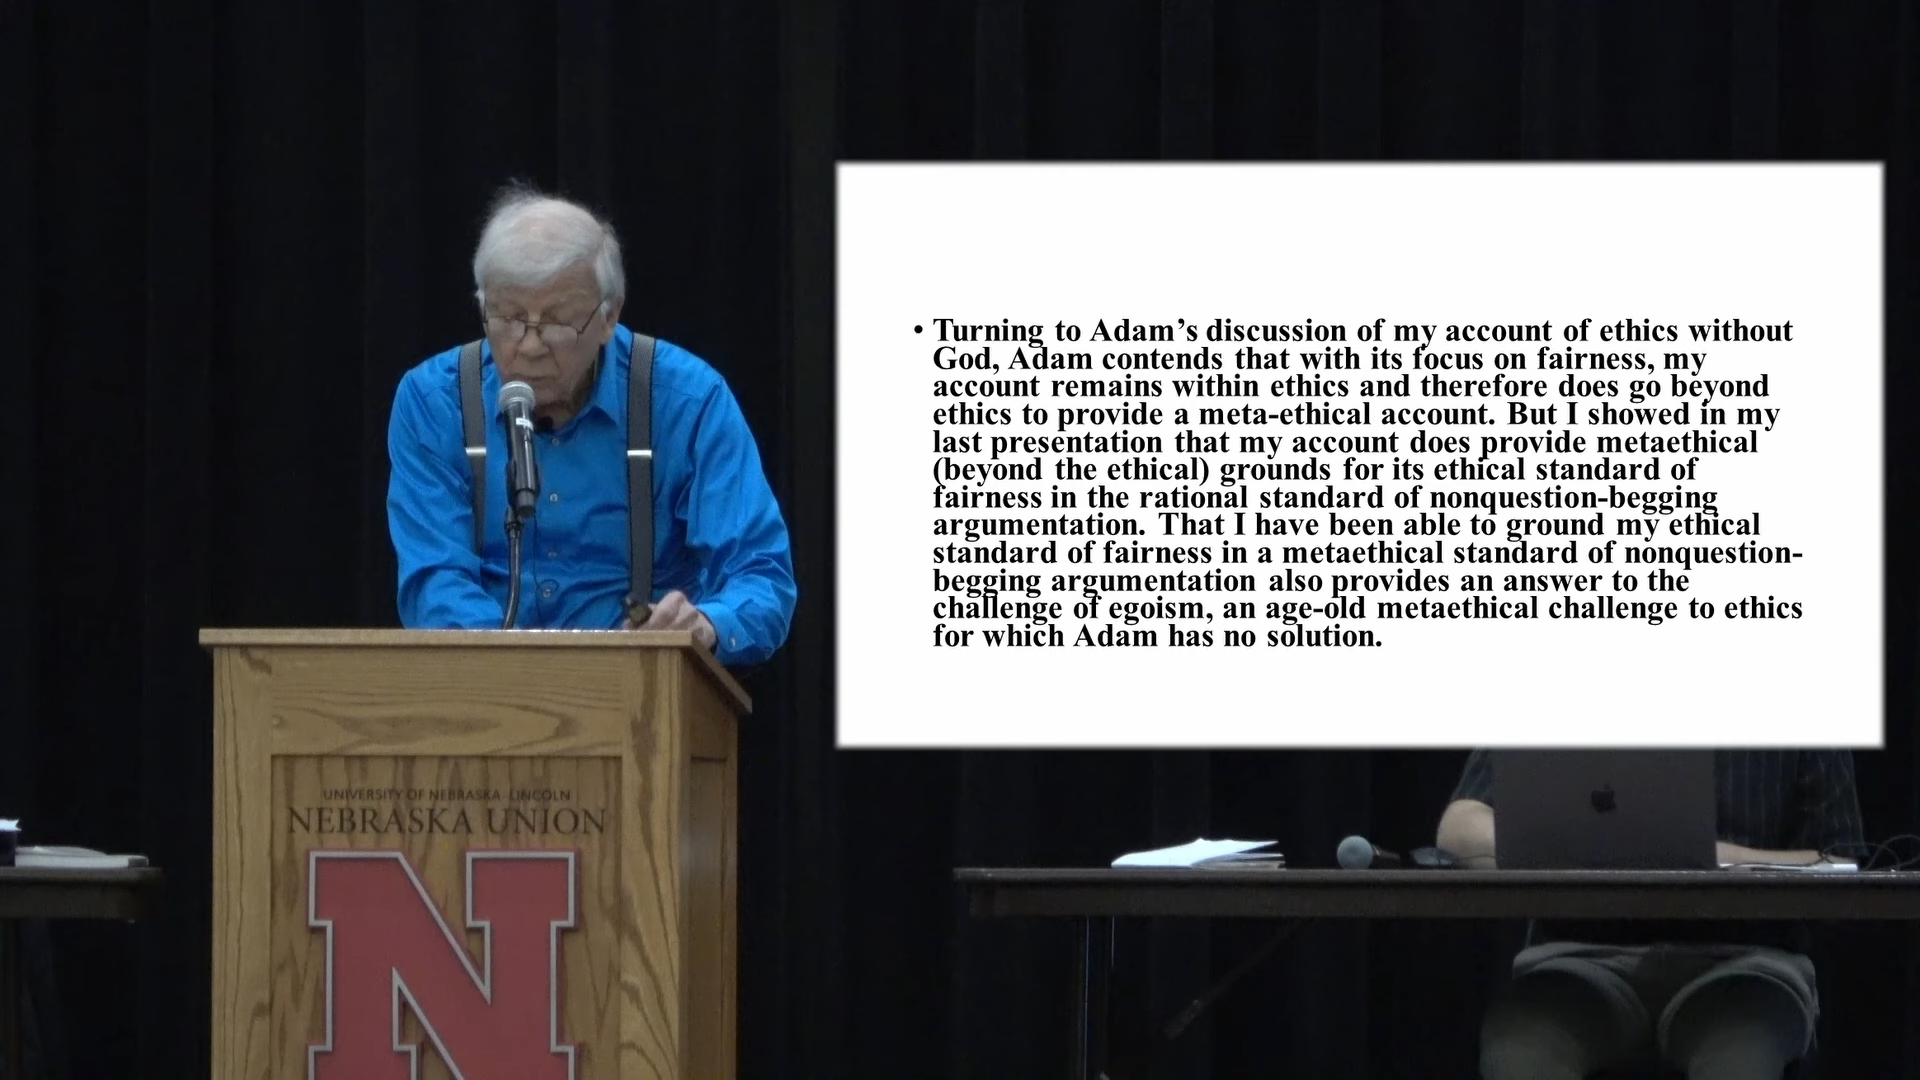 • Turning to Adam’s discussion of my account of ethics without
God, Adam contends that with its focus on fairness, my
account remains within ethics and therefore does go beyond
ethics to provide a meta-ethical account. But I showed in my
last presentation that my account does provide metaethical
(beyond the ethical) grounds for its ethical standard of
fairness in the rational standard of nonquestion-begging
argumentation. That I have been able to ground my ethical
standard of fairness in a metaethical standard of nonquestion-
begging argumentation also provides an answer to the
challenge of egoism, an age-old metaethical challenge to ethics
for which Adam has no solution.
UNIVERSITY OF NEBRASKA-LINCOLN
NEBRASKA UNION
N